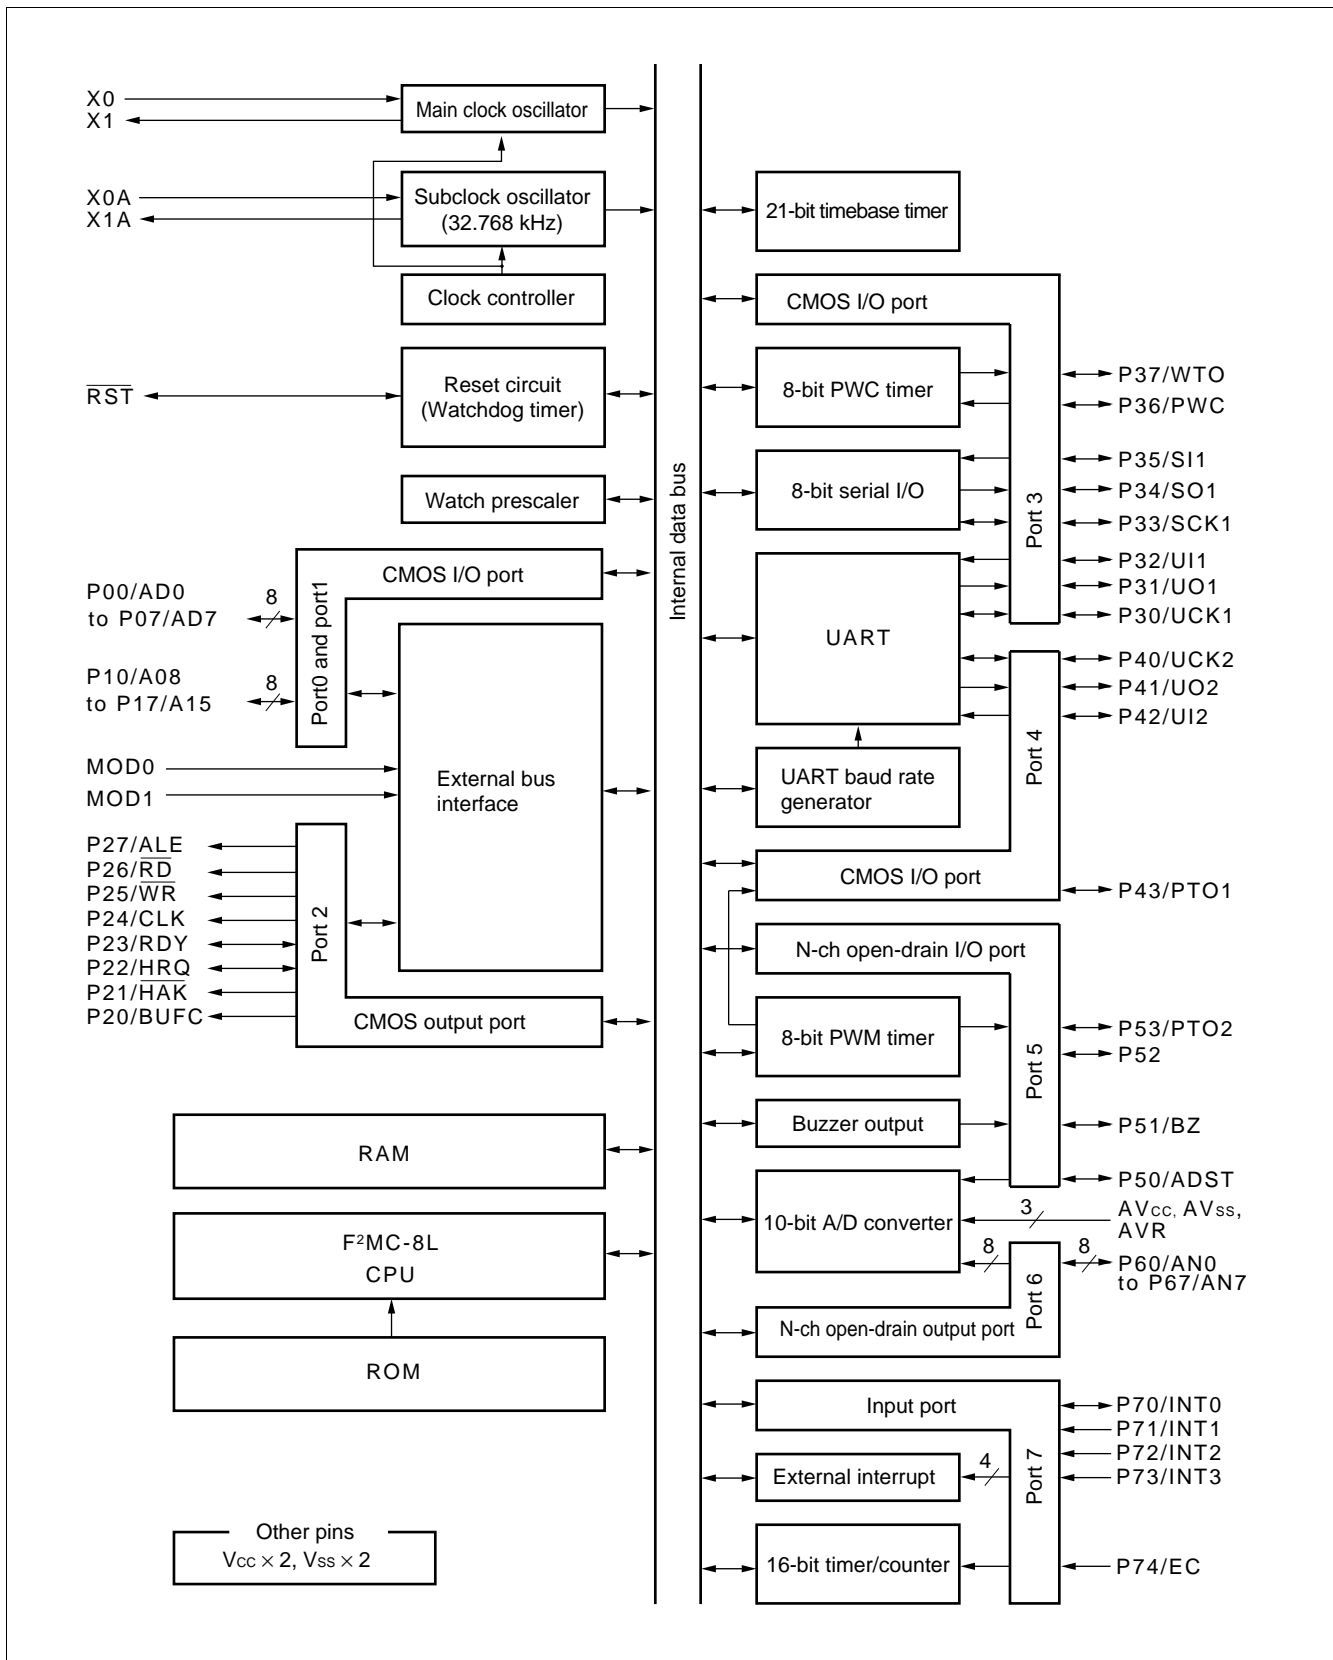 X0
X1
Main clock oscillator
X0A
X1A
Subclock oscillator
(32.768 kHz)
Clock controller
RST
Reset circuit
(Watchdog timer)
Watch prescaler
CMOS I/O port
Port0 and port1
P00/AD0
to P07/AD7
8
P10/A08
to P17/A15
8
MOD0
MOD1
External bus
interface
P27/ALE
P26/RD
P25/WR
P24/CLK
P23/RDY
P22/HRQ
P21/HAK
P20/BUFC
Port 2
CMOS output port
RAM
F²MC-8L
CPU
ROM
Other pins
Vcc × 2, Vss × 2
Internal data bus
21-bit timebase timer
CMOS I/O port
Port 3
8-bit PWC timer
P37/WTO
P36/PWC
8-bit serial I/O
P35/SI1
P34/SO1
P33/SCK1
UART
P32/UI1
P31/UO1
P30/UCK1
P40/UCK2
P41/UO2
P42/UI2
Port 4
UART baud rate
generator
CMOS I/O port
P43/PTO1
N-ch open-drain I/O port
Port 5
8-bit PWM timer
P53/PTO2
P52
Buzzer output
P51/BZ
P50/ADST
10-bit A/D converter
3
AVcc, AVss,
AVR
8
8
P60/AN0
to P67/AN7
Port 6
N-ch open-drain output port
Input port
Port 7
P70/INT0
P71/INT1
P72/INT2
P73/INT3
External interrupt
4
16-bit timer/counter
P74/EC